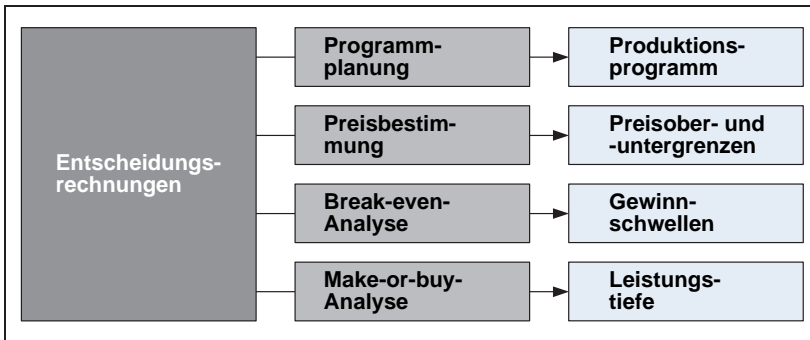 Entscheidungs-
rechnungen
Programm-
planung
Produktions-
programm
Preisbestim-
mung
Preisober- und
-untergrenzen
Break-even-
Analyse
Gewinn-
schwellen
Make-or-buy-
Analyse
Leistungs-
tiefe